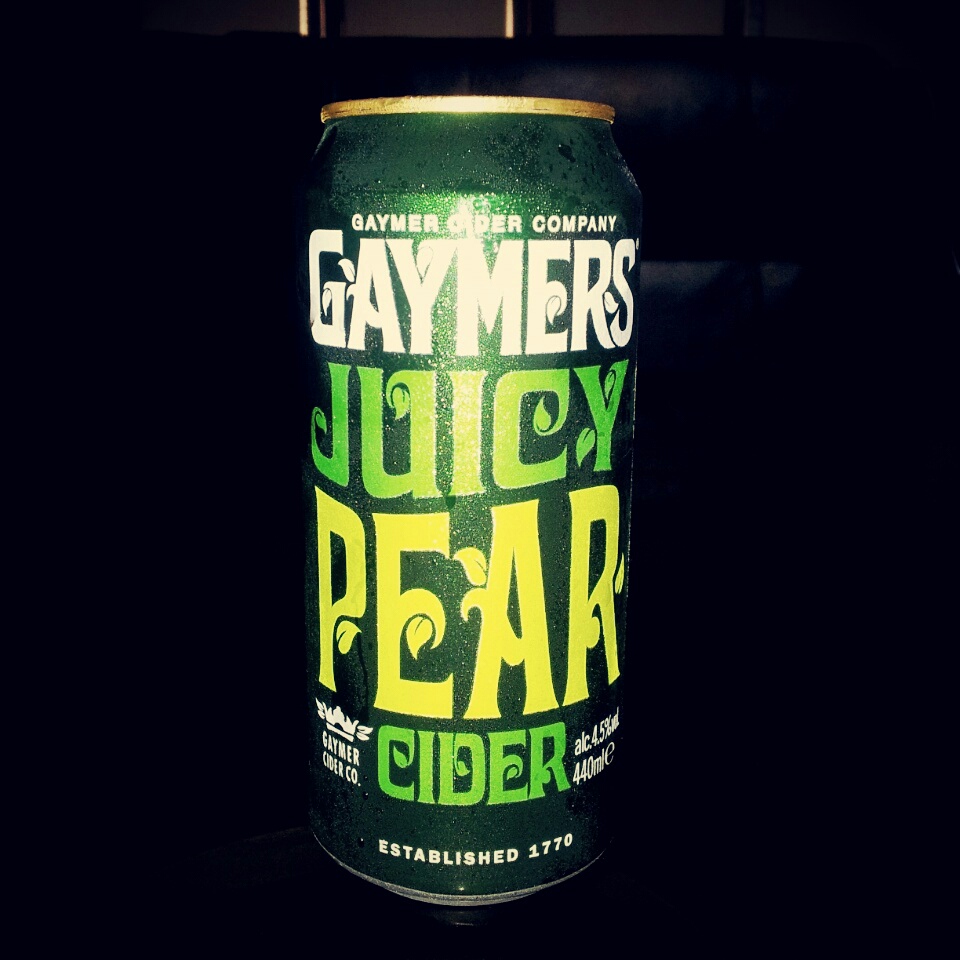 GAYMER CIDER COMPANY
GAYMERS
JUICY
PEAR
CIDER
GAYMER
CIDER CO.
alc.4.5%vol.
440ml e
ESTABLISHED 1770